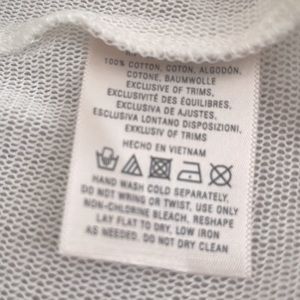 100% COTTON, COTON, ALGODÓN,
COTONE, BAUMWOLLE
EXCLUSIVE OF TRIMS,
EXCLUSIVITÉ DES ÉQUILIBRES,
EXCLUSIVA DE AJUSTES,
ESCLUSIVA LONTANO DISPOSIZIONI,
EXKLUSIV OF TRIMS
HECHO EN VIETNAM
HAND WASH COLD SEPARATELY,
DO NOT WRING OR TWIST, USE ONLY
NON-CHLORINE BLEACH, RESHAPE
LAY FLAT TO DRY, LOW IRON
AS NEEDED. DO NOT DRY CLEAN